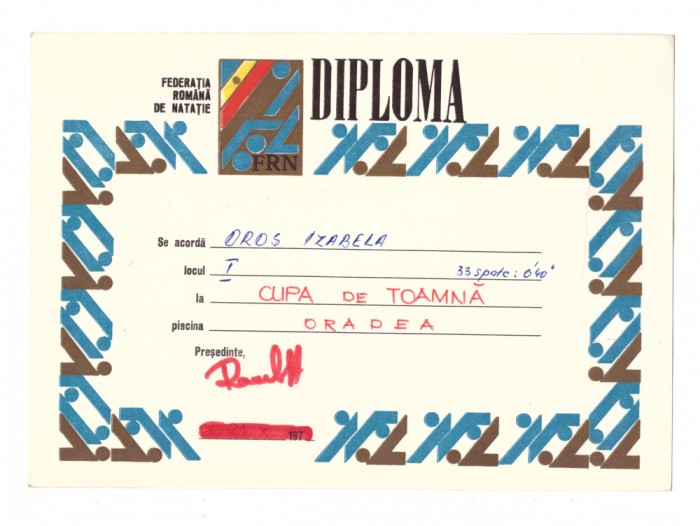 FEDERAȚIA
ROMÂNĂ
DE NATAȚIE
FRN
DIPLOMA
Se acordă OROS IZABELA
locul I 33 spate: 0'40"
la CUPA DE TOAMNĂ
piscina ORADEA
Președinte,
197